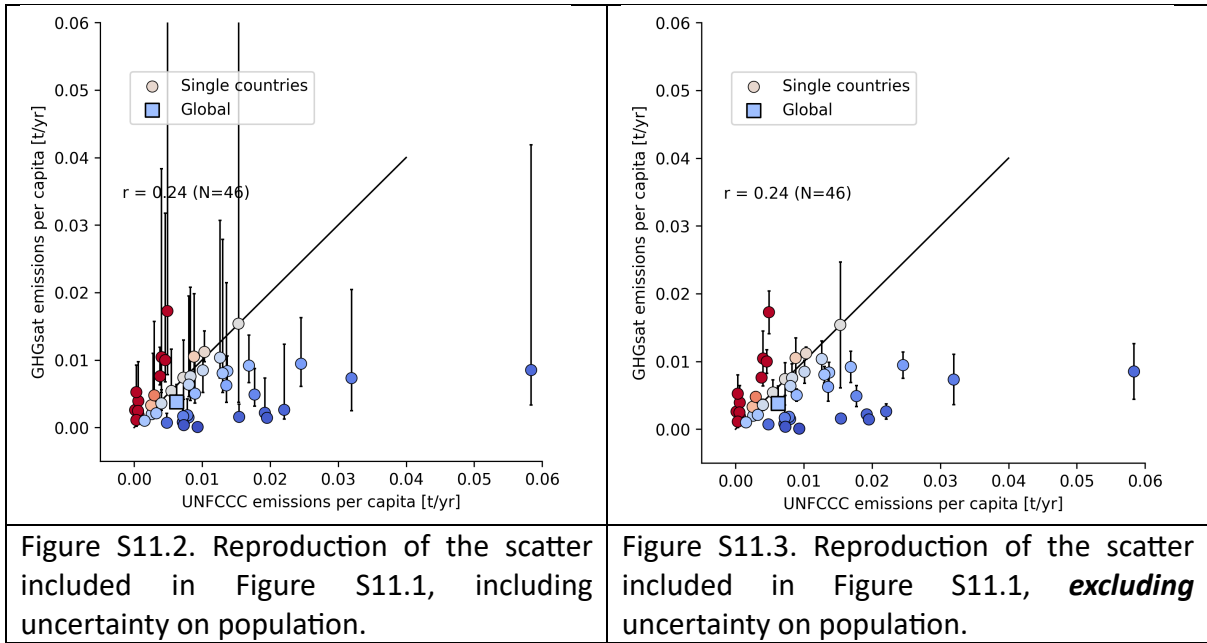 0.06
0.05
0.04
0.03
0.02
0.01
0.00
GHGsat emissions per capita [t/yr]
Single countries
Global
r = 0.24 (N=46)
0.00 0.01 0.02 0.03 0.04 0.05 0.06
UNFCCC emissions per capita [t/yr]
Figure S11.2. Reproduction of the scatter
included in Figure S11.1, including
uncertainty on population.
0.06
0.05
0.04
0.03
0.02
0.01
0.00
GHGsat emissions per capita [t/yr]
Single countries
Global
r = 0.24 (N=46)
0.00 0.01 0.02 0.03 0.04 0.05 0.06
UNFCCC emissions per capita [t/yr]
Figure S11.3. Reproduction of the scatter
included in Figure S11.1, excluding
uncertainty on population.